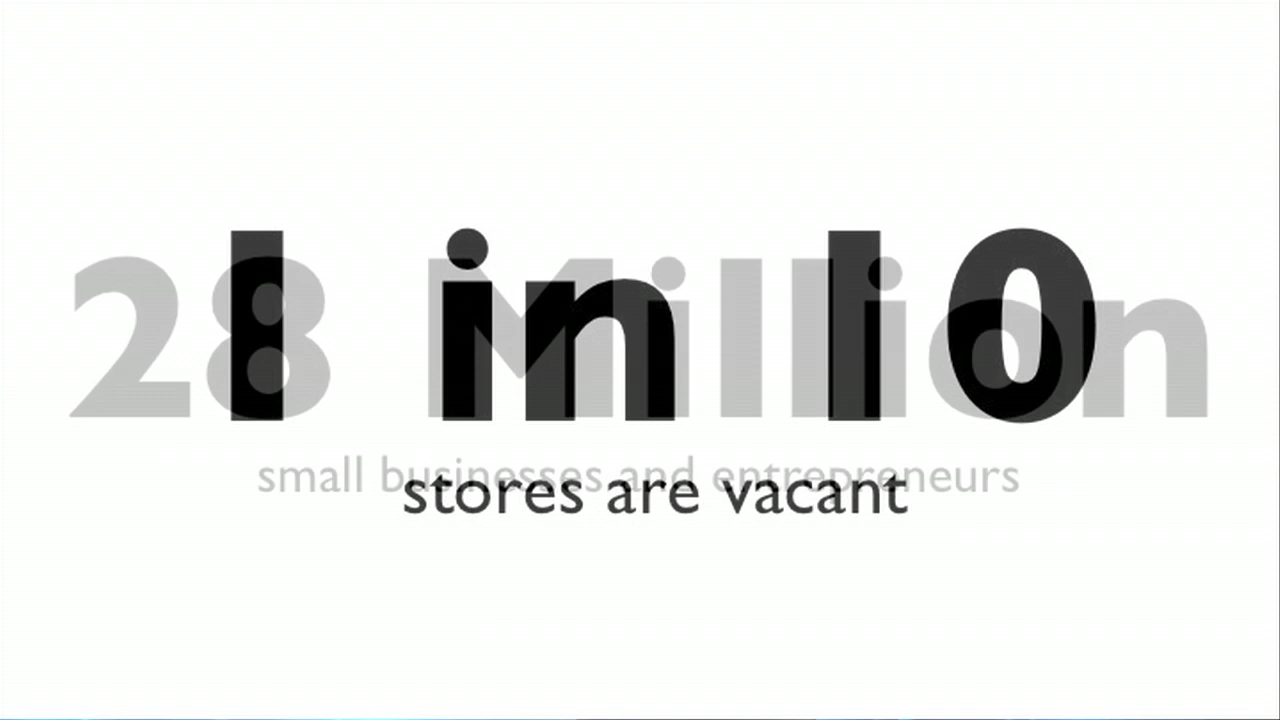 28 Million
small businesses and entrepreneurs
1 in 10
stores are vacant